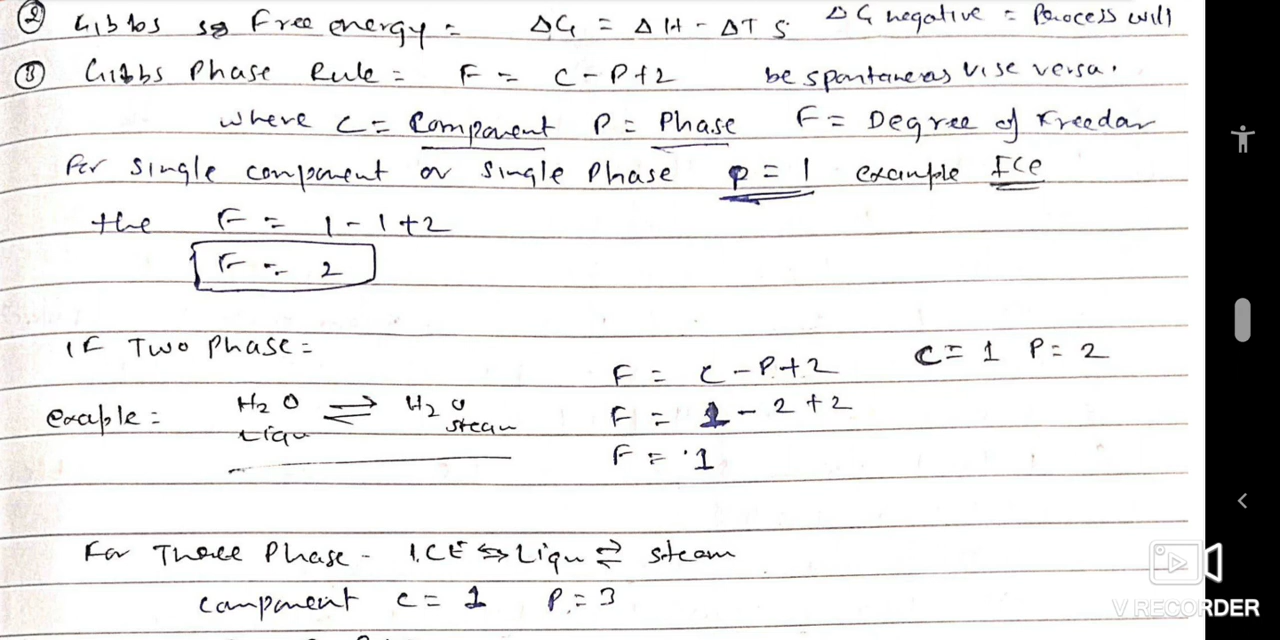 ② Gibbs Free energy = ΔG = ΔH - ΔT S ΔG negative = Process will
③ Gibbs Phase Rule = F = C - P + 2 be spontaneous vise versa.
where C = Component P = Phase F = Degree of Freedar
For single component or single Phase P = 1 example ICE
the F = 1 - 1 + 2
F = 2
IF Two Phase =
C = 1 P = 2
F = C - P + 2
exaple = H2O ⇌ H2O F = 1 - 2 + 2
Liqu steam
F = 1
For Three Phase - ICE ⇔ Liqu ⇌ steam
component C = 1 P = 3
V RECORDER